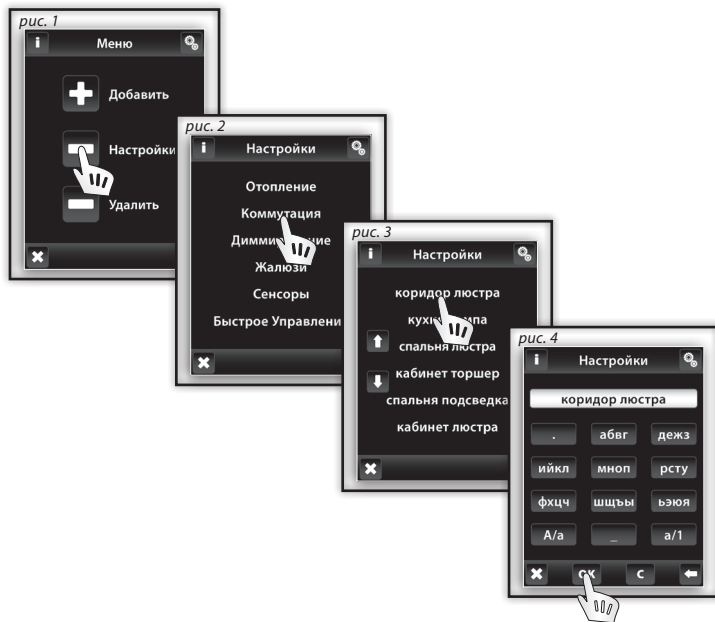 рис. 1
i Меню
Добавить
Настройки
Удалить
рис. 2
i Настройки
Отопление
Коммутация
Жалюзи
Сенсоры
Быстрое Управлени
рис. 3
i Настройки
коридор люстра
спальня люстра
кабинет торшер
спальня подсведка
кабинет люстра
рис. 4
i Настройки
коридор люстра
. абвг дежз
ийкл мноп рсту
фхцч шщъы ьэюя
А/а _ а/1
OK C